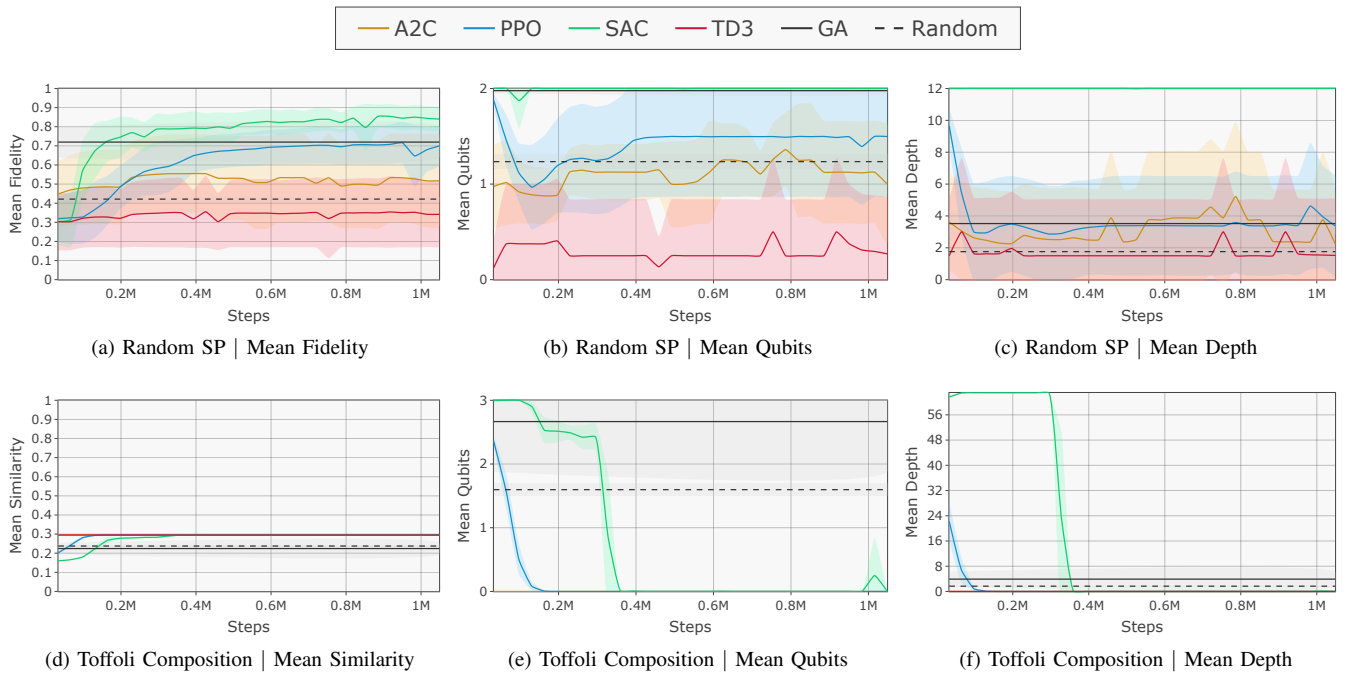 A2C PPO SAC TD3 GA Random
Mean Fidelity
1
0.9
0.8
0.7
0.6
0.5
0.4
0.3
0.2
0.1
0
0.2M 0.4M 0.6M 0.8M 1M
Steps
(a) Random SP | Mean Fidelity
Mean Qubits
2
1
0
0.2M 0.4M 0.6M 0.8M 1M
Steps
(b) Random SP | Mean Qubits
Mean Depth
12
10
8
6
4
2
0
0.2M 0.4M 0.6M 0.8M 1M
Steps
(c) Random SP | Mean Depth
Mean Similarity
1
0.9
0.8
0.7
0.6
0.5
0.4
0.3
0.2
0.1
0
0.2M 0.4M 0.6M 0.8M 1M
Steps
(d) Toffoli Composition | Mean Similarity
Mean Qubits
3
2
1
0
0.2M 0.4M 0.6M 0.8M 1M
Steps
(e) Toffoli Composition | Mean Qubits
Mean Depth
56
48
40
32
24
16
8
0
0.2M 0.4M 0.6M 0.8M 1M
Steps
(f) Toffoli Composition | Mean Depth